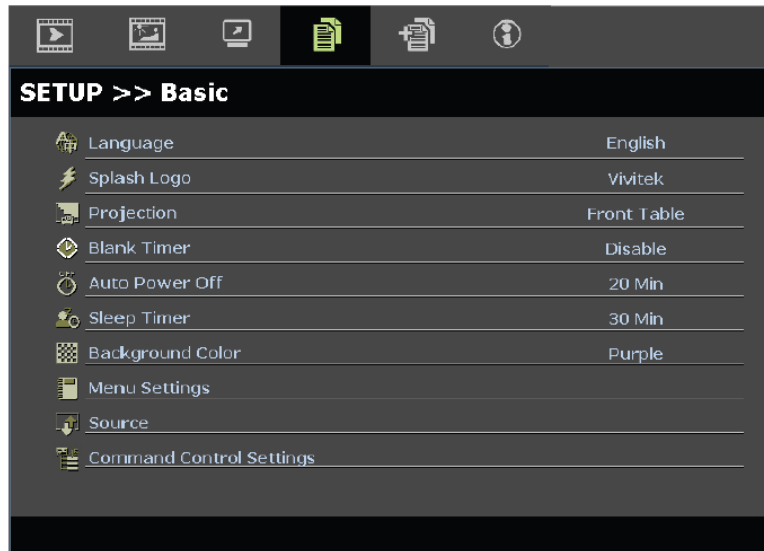 SETUP >> Basic
Language English
Splash Logo Vivitek
Projection Front Table
Blank Timer Disable
Auto Power Off 20 Min
Sleep Timer 30 Min
Background Color Purple
Menu Settings
Source
Command Control Settings